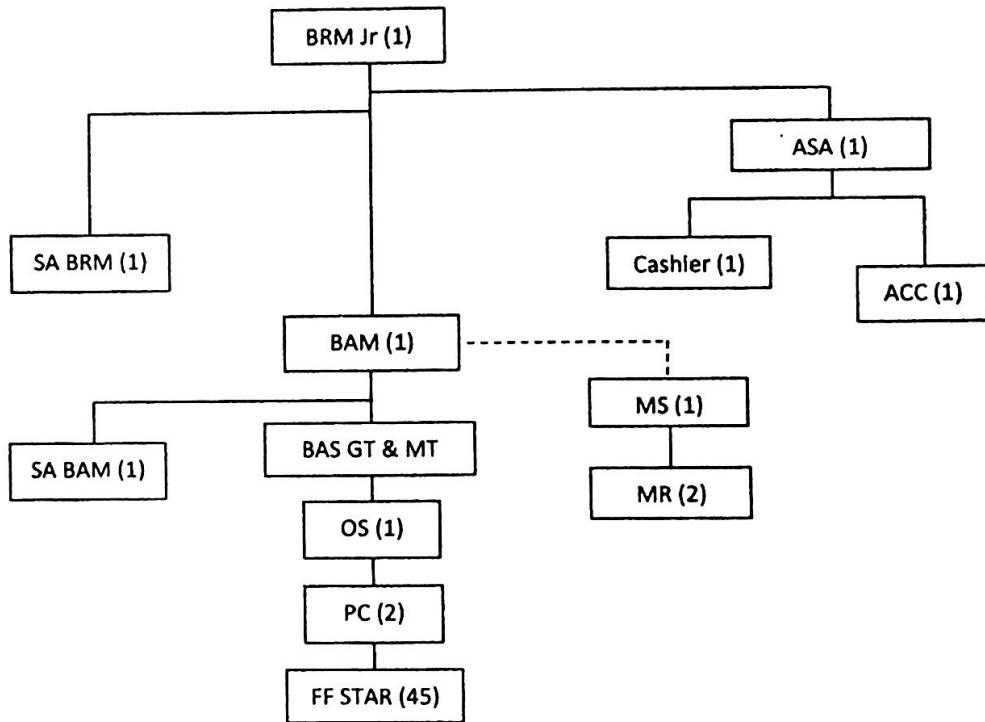 BRM Jr (1)
ASA (1)
SA BRM (1)
Cashier (1)
ACC (1)
BAM (1)
MS (1)
SA BAM (1)
BAS GT & MT
MR (2)
OS (1)
PC (2)
FF STAR (45)